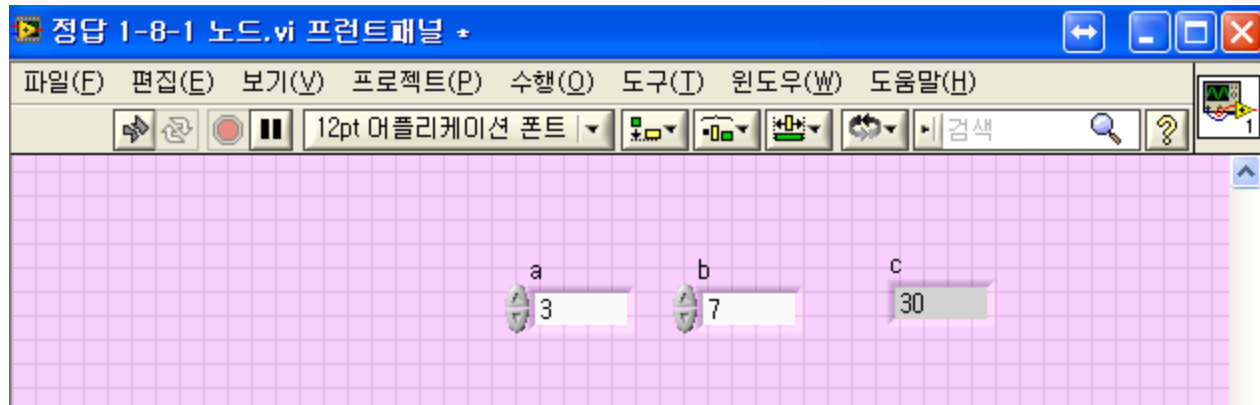 정답 1-8-1 노드.vi 프런트패널 *
파일(F) 편집(E) 보기(V) 프로젝트(P) 수행(O) 도구(T) 윈도우(W) 도움말(H)
12pt 어플리케이션 폰트 검색 ? 1
a b c
3 7 30